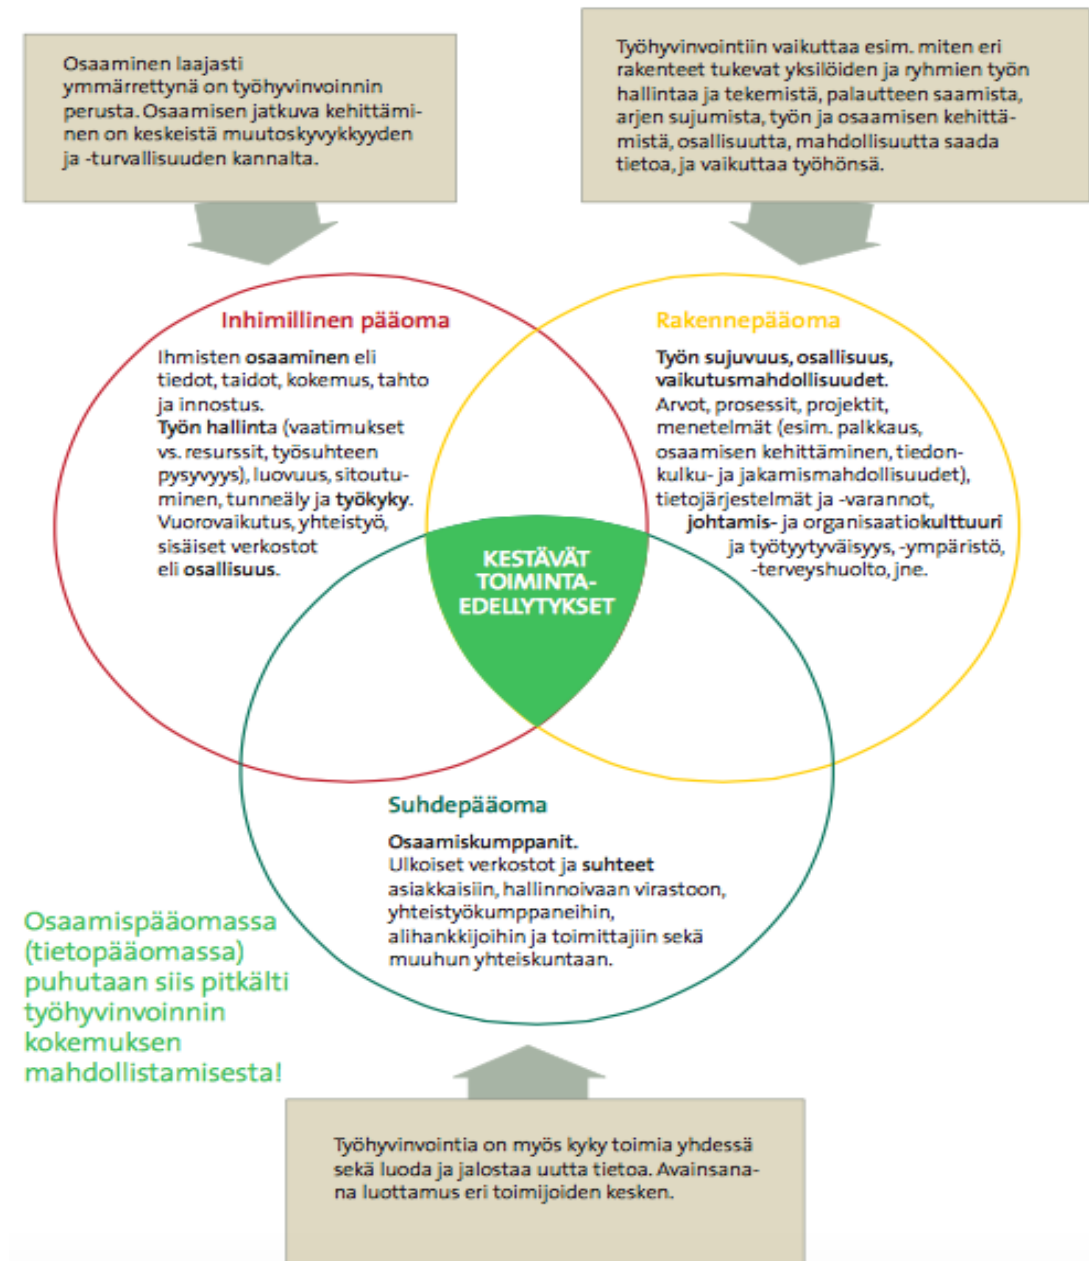 Osaaminen laajasti
ymmärrettynä on työhyvinvoinnin
perusta. Osaamisen jatkuva kehittämi-
nen on keskeistä muutoskyvykkyyden
ja -turvallisuuden kannalta.
Työhyvinvointiin vaikuttaa esim. miten eri
rakenteet tukevat yksilöiden ja ryhmien työn
hallintaa ja tekemistä, palautteen saamista,
arjen sujumista, työn ja osaamisen kehittä-
mistä, osallisuutta, mahdollisuutta saada
tietoa, ja vaikuttaa työhönsä.
Inhimillinen pääoma
Ihmisten osaaminen eli
tiedot, taidot, kokemus, tahto
ja innostus.
Työn hallinta (vaatimukset
vs. resurssit, työsuhteen
pysyvyys), luovuus, sitoutu-
minen, tunneäly ja työkyky.
Vuorovaikutus, yhteistyö,
sisäiset verkostot
eli osallisuus.
Rakennepääoma
Työn sujuvuus, osallisuus,
vaikutusmahdollisuudet.
Arvot, prosessit, projektit,
menetelmät (esim. palkkaus,
osaamisen kehittäminen, tiedon-
kulku- ja jakamismahdollisuudet),
tietojärjestelmät ja -varannot,
johtamis- ja organisaatiokulttuuri
ja työtyytyväisyys, -ympäristö,
-terveyshuolto, jne.
KESTÄVÄT
TOIMINTA-
EDELLYTYKSET
Suhdepääoma
Osaamiskumppanit.
Ulkoiset verkostot ja suhteet
asiakkaisiin, hallinnoivaan virastoon,
yhteistyökumppaneihin,
alihankkijoihin ja toimittajiin sekä
muuhun yhteiskuntaan.
Osaamispääomassa
(tietopääomassa)
puhutaan siis pitkälti
työhyvinvoinnin
kokemuksen
mahdollistamisesta!
Työhyvinvointia on myös kyky toimia yhdessä
sekä luoda ja jalostaa uutta tietoa. Avainsana-
na luottamus eri toimijoiden kesken.